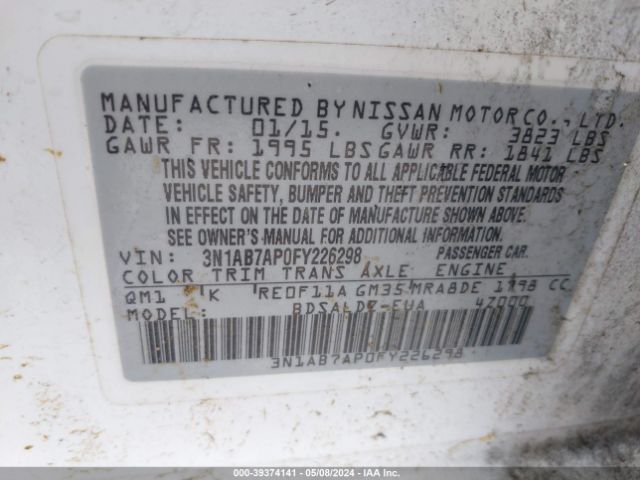 MANUFACTURED BY NISSAN MOTOR CO., LTD.
DATE: 01/15. GVWR: 3823 LBS
GAWR FR: 1995 LBS GAWR RR: 1841 LBS
THIS VEHICLE CONFORMS TO ALL APPLICABLE FEDERAL MOTOR
VEHICLE SAFETY, BUMPER AND THEFT PREVENTION STANDARDS
IN EFFECT ON THE DATE OF MANUFACTURE SHOWN ABOVE.
SEE OWNER'S MANUAL FOR ADDITIONAL INFORMATION.
VIN: 3N1AB7AP0FY226298 PASSENGER CAR.
COLOR TRIM TRANS AXLE ENGINE
QM1 K RE0F11A GM35 MRA8DE 1798 CC
MODEL: BDSALDZ-EUA 47000
3N1AB7AP0FY226298
000-39374141 - 05/08/2024 - IAA Inc.